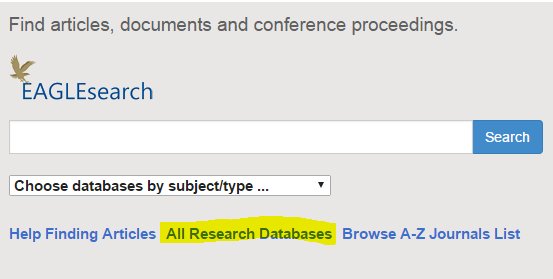 Find articles, documents and conference proceedings.
EAGLEsearch
Search
Choose databases by subject/type ...
Help Finding Articles All Research Databases Browse A-Z Journals List